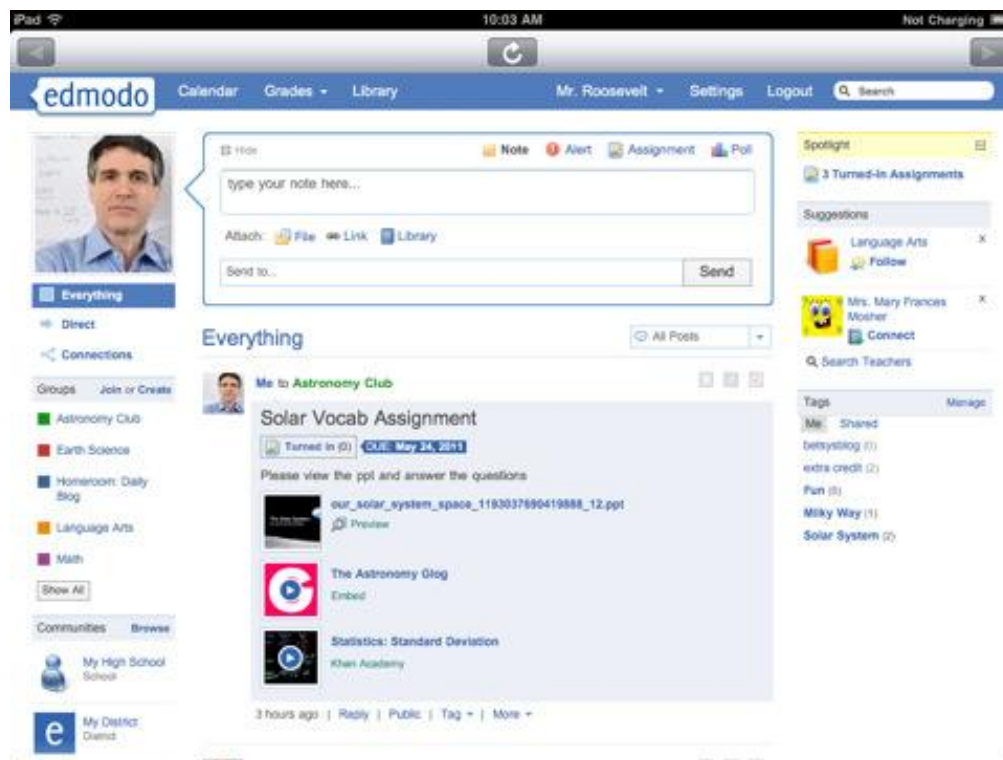 iPad 10:03 AM Not Charging
edmodo Calendar Grades Library Mr. Roosevelt Settings Logout Search
Hide Note Alert Assignment Poll
type your note here...
Attach: File Link Library
Send to... Send
Everything
Direct
Connections
Groups Join or Create
Astronomy Club
Earth Science
Homeroom: Daily
Blog
Language Arts
Math
Show All
Communities Browse
My High School
School
e My District
District
Everything All Posts
Me to Astronomy Club
Solar Vocab Assignment
Turned in (0) DUE: May 24, 2011
Please view the ppt and answer the questions
our_solar_system_space_1193037690419888_12.ppt
Preview
The Astronomy Glog
Embed
Statistics: Standard Deviation
Khan Academy
3 hours ago | Reply | Public | Tag | More
Spotlight
3 Turned-In Assignments
Suggestions
Language Arts x
Follow
Mrs. Mary Frances x
Mosher
Connect
Search Teachers
Tags Manage
Me Shared
betsysblog (0)
extra credit (2)
Fun (0)
Milky Way (1)
Solar System (2)